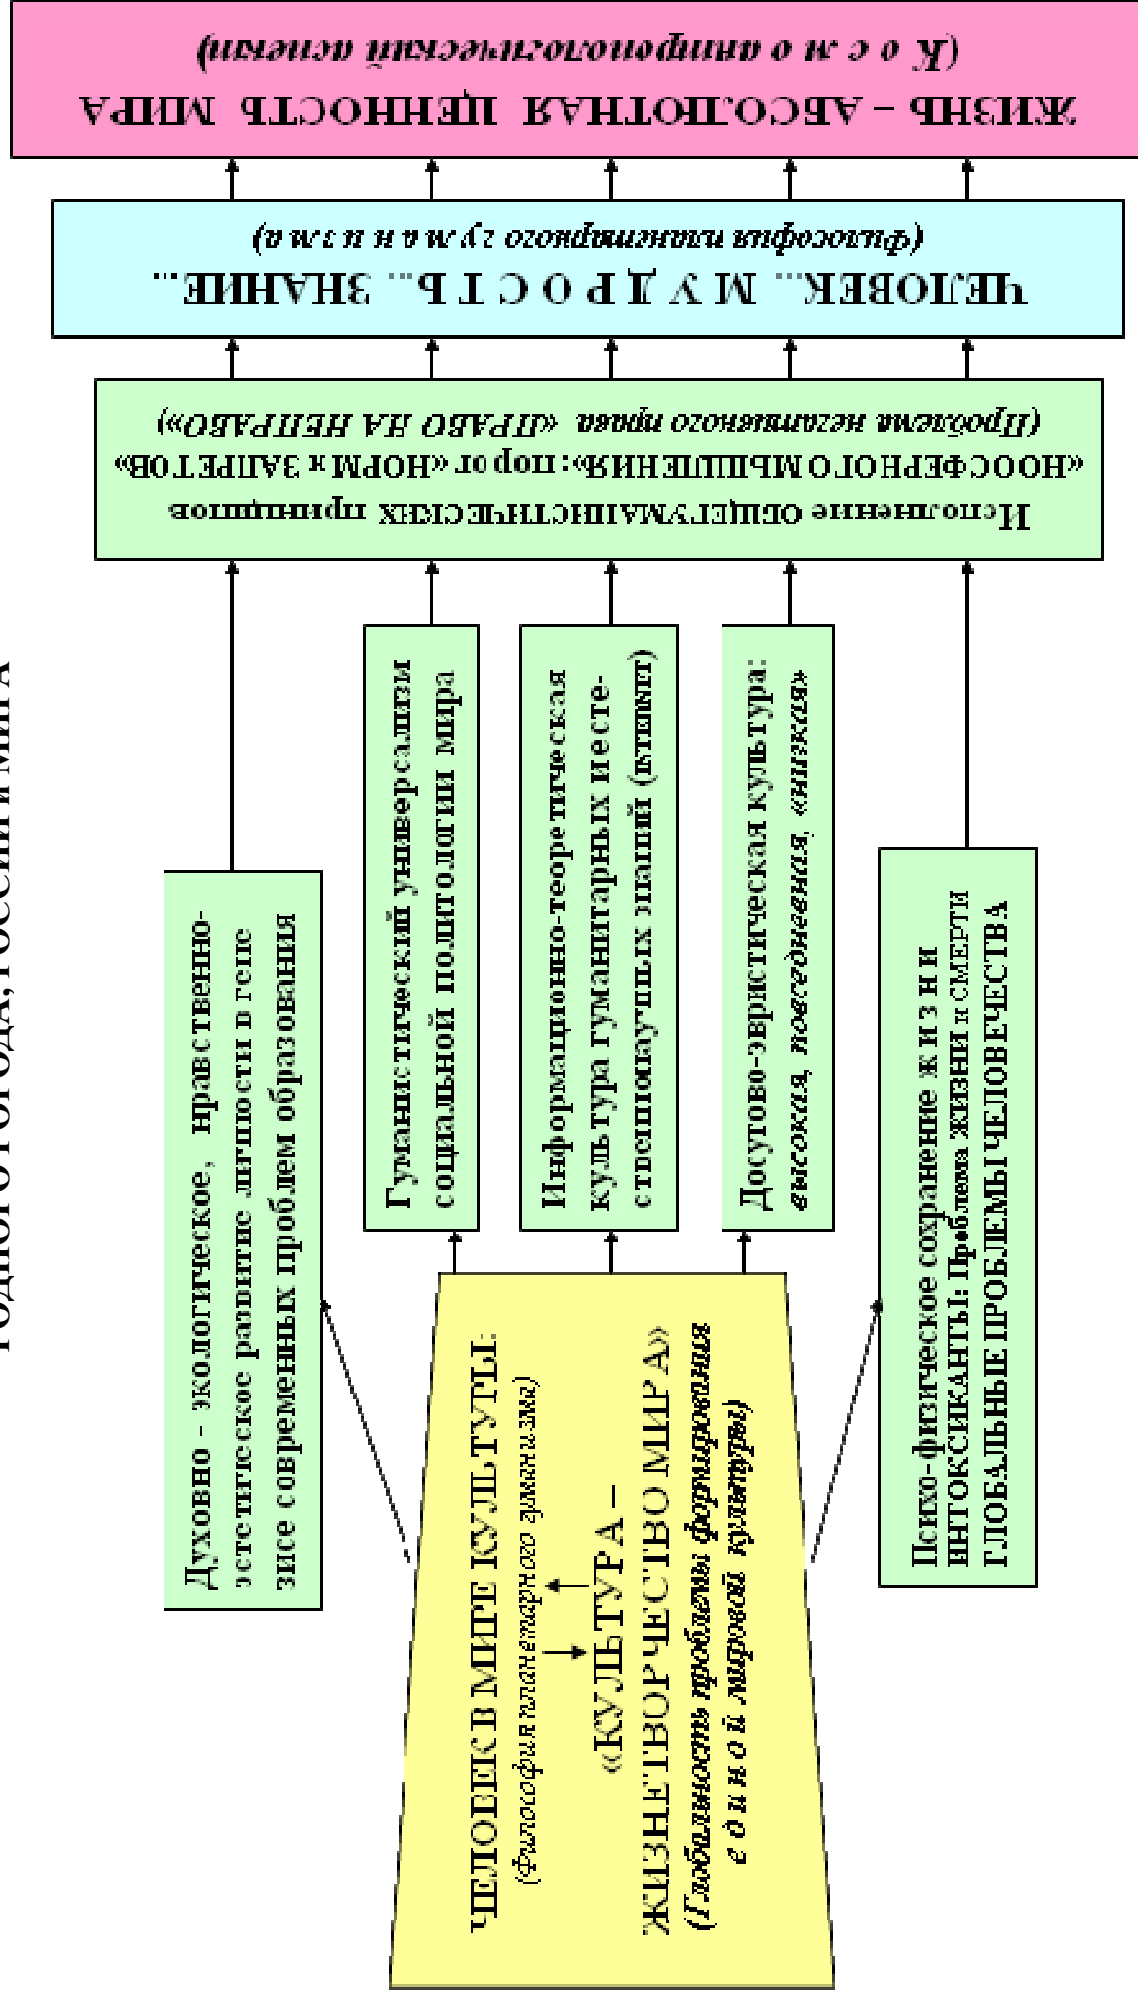 РОДНОГО ГОРОДА, РОССИИ И МИРА
ЧЕЛОВЕК В МИРЕ КУЛЬТУРЫ:
(Философия планетарного гуманизма)
«КУЛЬТУРА –
ЖИЗНЕТВОРЧЕСТВО МИРА»
(Глобальность проблемы формирования
е д и н о й мировой культуры)
Духовно – экологическое, нравственно-
эстетическое развитие личности в гене
зисе современных проблем образования
Гуманистический универсализм
социальной политологии мира
Информационно-теоретическая
культура гуманитарных и есте-
ственнонаучных знаний (INTERNET)
Досугово-эвристическая культура:
высокая, повседневная, «низкая»
Психо-физическое сохранение ж и з н и
ИНТОКСИКАНТЫ: Проблема ЖИЗНИ и СМЕРТИ
ГЛОБАЛЬНЫЕ ПРОБЛЕМЫ ЧЕЛОВЕЧЕСТВА
Исполнение ОБЩЕГУМАНИСТИЧЕСКИХ принципов
«НООСФЕРНОГО МЫШЛЕНИЯ»: порог «НОРМ и ЗАПРЕТОВ»
(Проблема негативного права «ПРАВО НА НЕПРАВО»)
ЧЕЛОВЕК... М У Д Р О С Т Ь... ЗНАНИЕ...
(Философия планетарного г у м а н и з м а)
ЖИЗНЬ – АБСОЛЮТНАЯ ЦЕННОСТЬ МИРА
(К о с м о антропологический аспект)